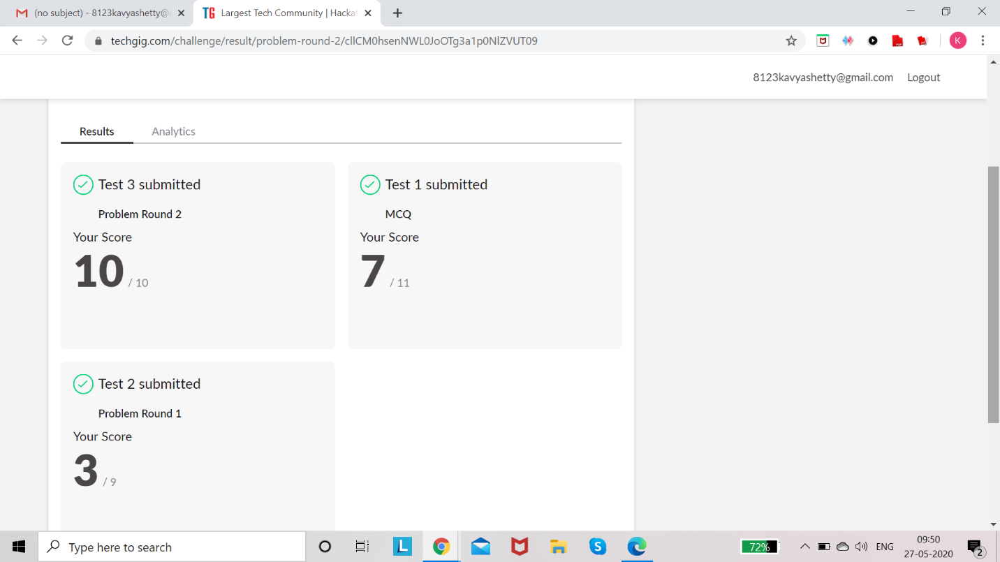 (no subject) - 8123kavyashetty@
TG Largest Tech Community | Hacka
techgig.com/challenge/result/problem-round-2/cllCM0hsenNWL0JoOTg3a1p0NlZVUT09
K
8123kavyashetty@gmail.com Logout
Results Analytics
Test 3 submitted
Problem Round 2
Your Score
10 / 10
Test 1 submitted
MCQ
Your Score
7 / 11
Test 2 submitted
Problem Round 1
Your Score
3 / 9
Type here to search
L
S
72%
ENG
09:50
27-05-2020
2